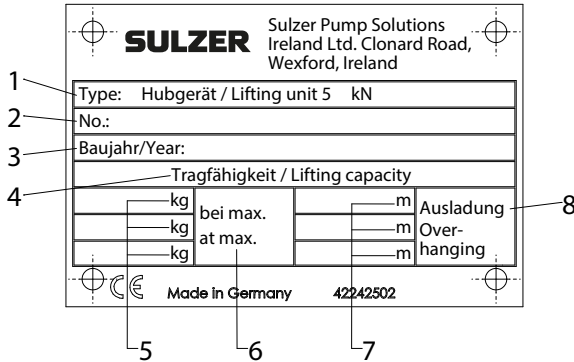 SULZER
Sulzer Pump Solutions
Ireland Ltd. Clonard Road,
Wexford, Ireland
1
Type: Hubgerät / Lifting unit 5 kN
2
No.:
3
Baujahr/Year:
4
Tragfähigkeit / Lifting capacity
kg
kg
kg
bei max.
at max.
m
m
m
Ausladung
Over-
hanging
8
CE Made in Germany 42242502
5 6 7